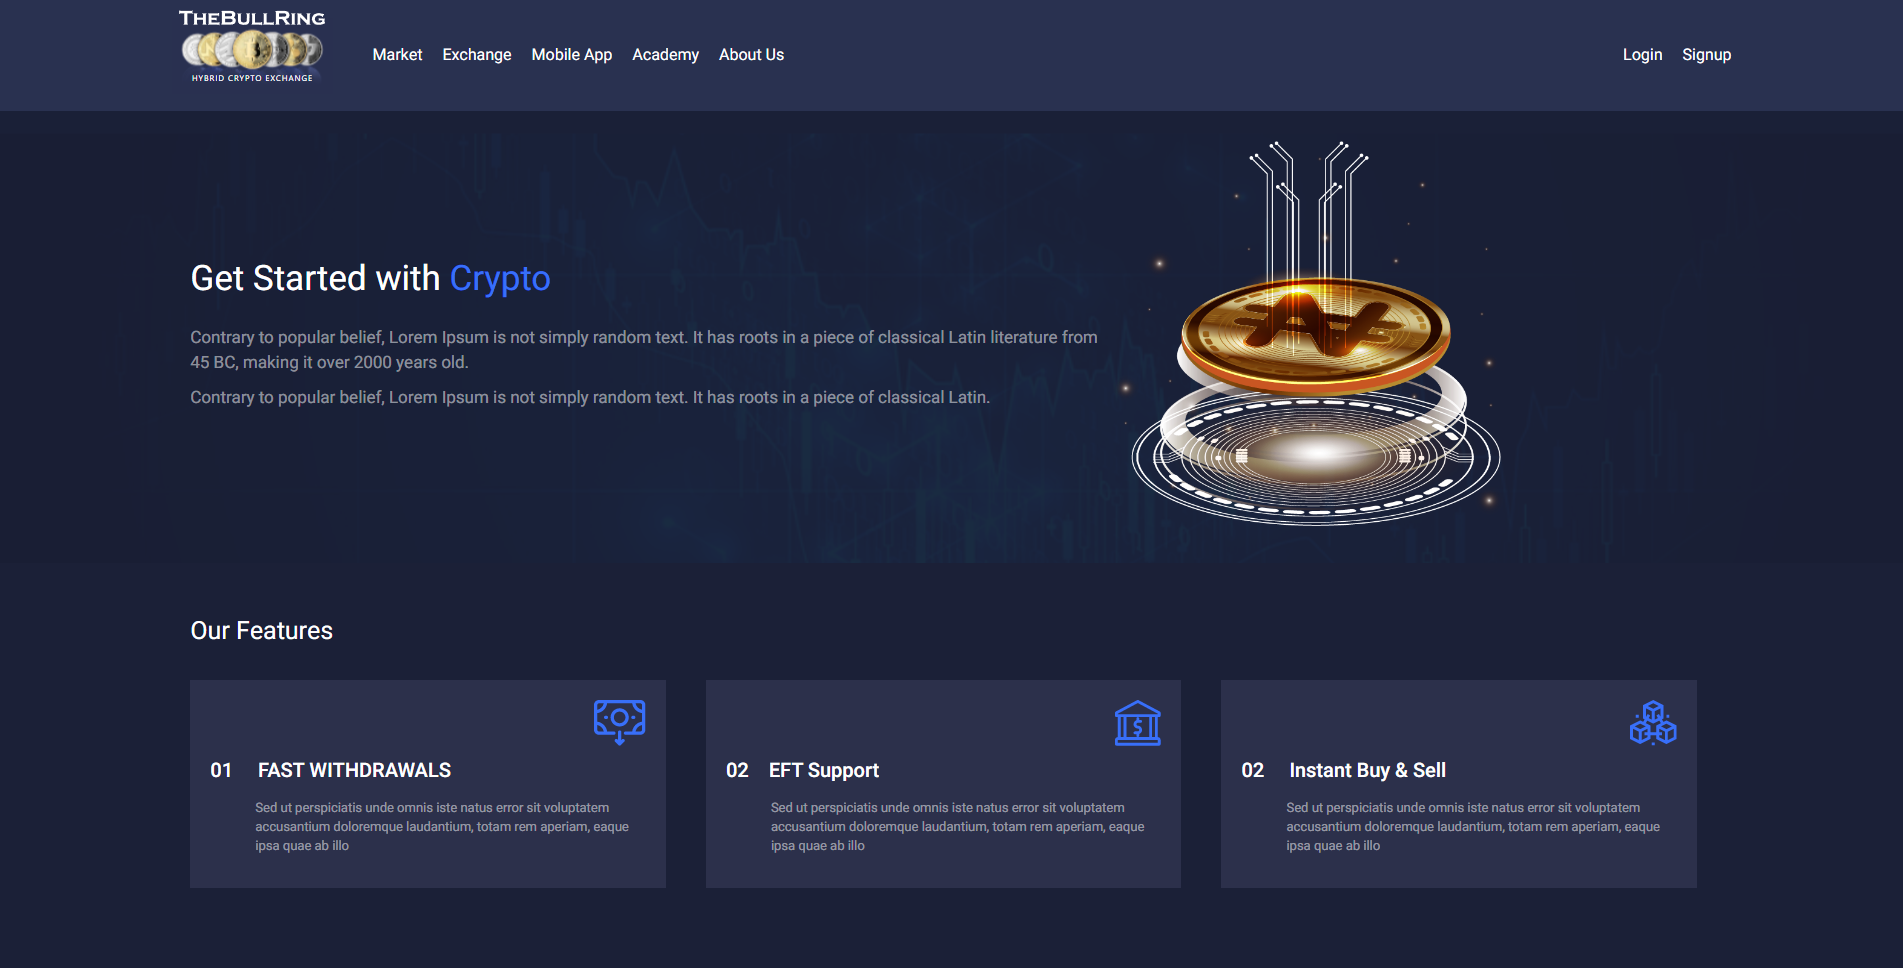 TheBullRing
HYBRID CRYPTO EXCHANGE
Market Exchange Mobile App Academy About Us
Login Signup
Get Started with Crypto
Contrary to popular belief, Lorem Ipsum is not simply random text. It has roots in a piece of classical Latin literature from
45 BC, making it over 2000 years old.
Contrary to popular belief, Lorem Ipsum is not simply random text. It has roots in a piece of classical Latin.
Our Features
01 FAST WITHDRAWALS
Sed ut perspiciatis unde omnis iste natus error sit voluptatem
accusantium doloremque laudantium, totam rem aperiam, eaque
ipsa quae ab illo
02 EFT Support
Sed ut perspiciatis unde omnis iste natus error sit voluptatem
accusantium doloremque laudantium, totam rem aperiam, eaque
ipsa quae ab illo
02 Instant Buy & Sell
Sed ut perspiciatis unde omnis iste natus error sit voluptatem
accusantium doloremque laudantium, totam rem aperiam, eaque
ipsa quae ab illo